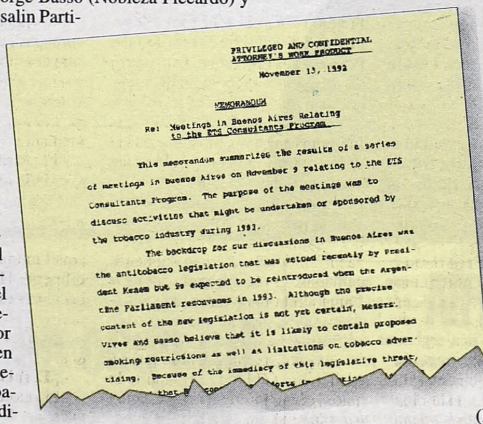 orge Basso (Nobleza Piccardo) y
salin Parti-
PRIVILEGED AND CONFIDENTIAL
ATTORNEY'S WORK PRODUCT
November 13, 1992
MEMORANDUM
Re: Meetings in Buenos Aires Relating
to the ETS Consultants Program
This memorandum summarizes the results of a series
of meetings in Buenos Aires on November 9 relating to the ETS
Consultants Program. The purpose of the meetings was to
discuss activities that might be undertaken or sponsored by
the tobacco industry during 1992.
The backdrop for our discussions in Buenos Aires was
the antitobacco legislation that was vetoed recently by Presi-
dent Menem but is expected to be reintroduced when the Argen-
tine Parliament reconvenes in 1993. Although the precise
content of the new legislation is not yet certain, Messrs.
Vives and Basso believe that it is likely to contain proposed
smoking restrictions as well as limitations on tobacco adver-
tising. Because of the immediacy of this legislative threat,
that
el
or
en
e-
pa-
di-
(